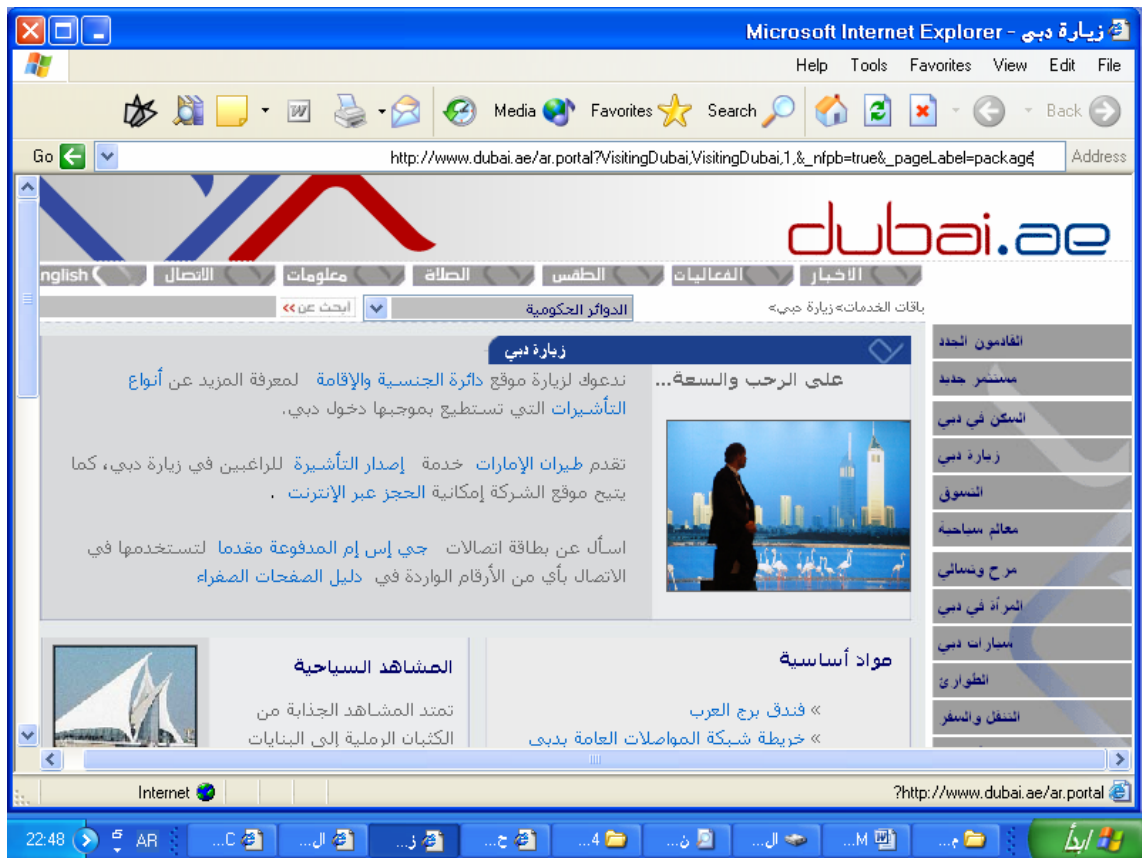 زيارة دبي - Microsoft Internet Explorer
File Edit View Favorites Tools Help
Back Search Favorites Media
Address http://www.dubai.ae/ar.portal?VisitingDubai,VisitingDubai,1,&_nfpb=true&_pageLabel=package Go
dubai.ae
الاخبار الفعاليات الطقس الصلاة معلومات الاتصال nglish
باقات الخدمات» زيارة دبي»
الدوائر الحكومية
ابحث عن >>
القادمون الجدد
مستثمر جديد
السكن في دبي
زيارة دبي
التسوق
معالم سياحية
مرح وتسالي
المرأة في دبي
سيارات دبي
الطوارئ
التنقل والسفر
زيارة دبي
على الرحب والسعة...
ندعوك لزيارة موقع دائرة الجنسية والإقامة لمعرفة المزيد عن أنواع
التأشيرات التي تستطيع بموجبها دخول دبي.
تقدم طيران الإمارات خدمة إصدار التأشيرة للراغبين في زيارة دبي، كما
يتيح موقع الشركة إمكانية الحجز عبر الإنترنت .
اسأل عن بطاقة اتصالات جي إس إم المدفوعة مقدما لتستخدمها في
الاتصال بأي من الأرقام الواردة في دليل الصفحات الصفراء
مواد أساسية
» فندق برج العرب
» خريطة شبكة المواصلات العامة بدبي
المشاهد السياحية
تمتد المشاهد الجذابة من
الكثبان الرملية إلى البنايات
?http://www.dubai.ae/ar.portal
Internet
ابدأ
م...
M...
ال...
ن...
4...
ح...
ز...
ال...
C...
AR
22:48